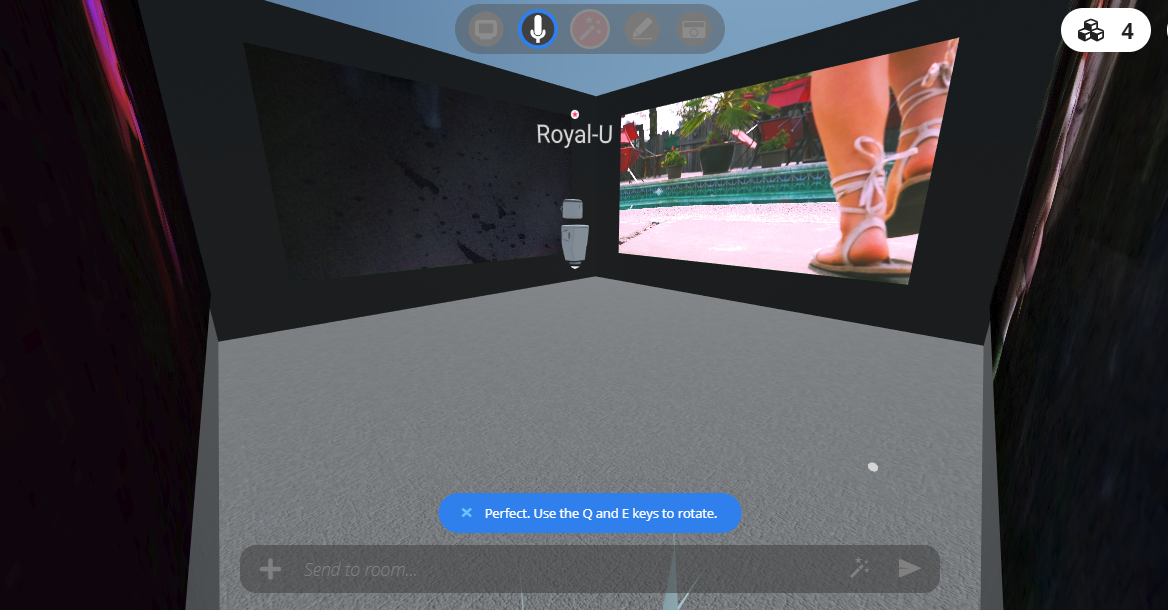 4
Royal-U
Perfect. Use the Q and E keys to rotate.
Send to room...